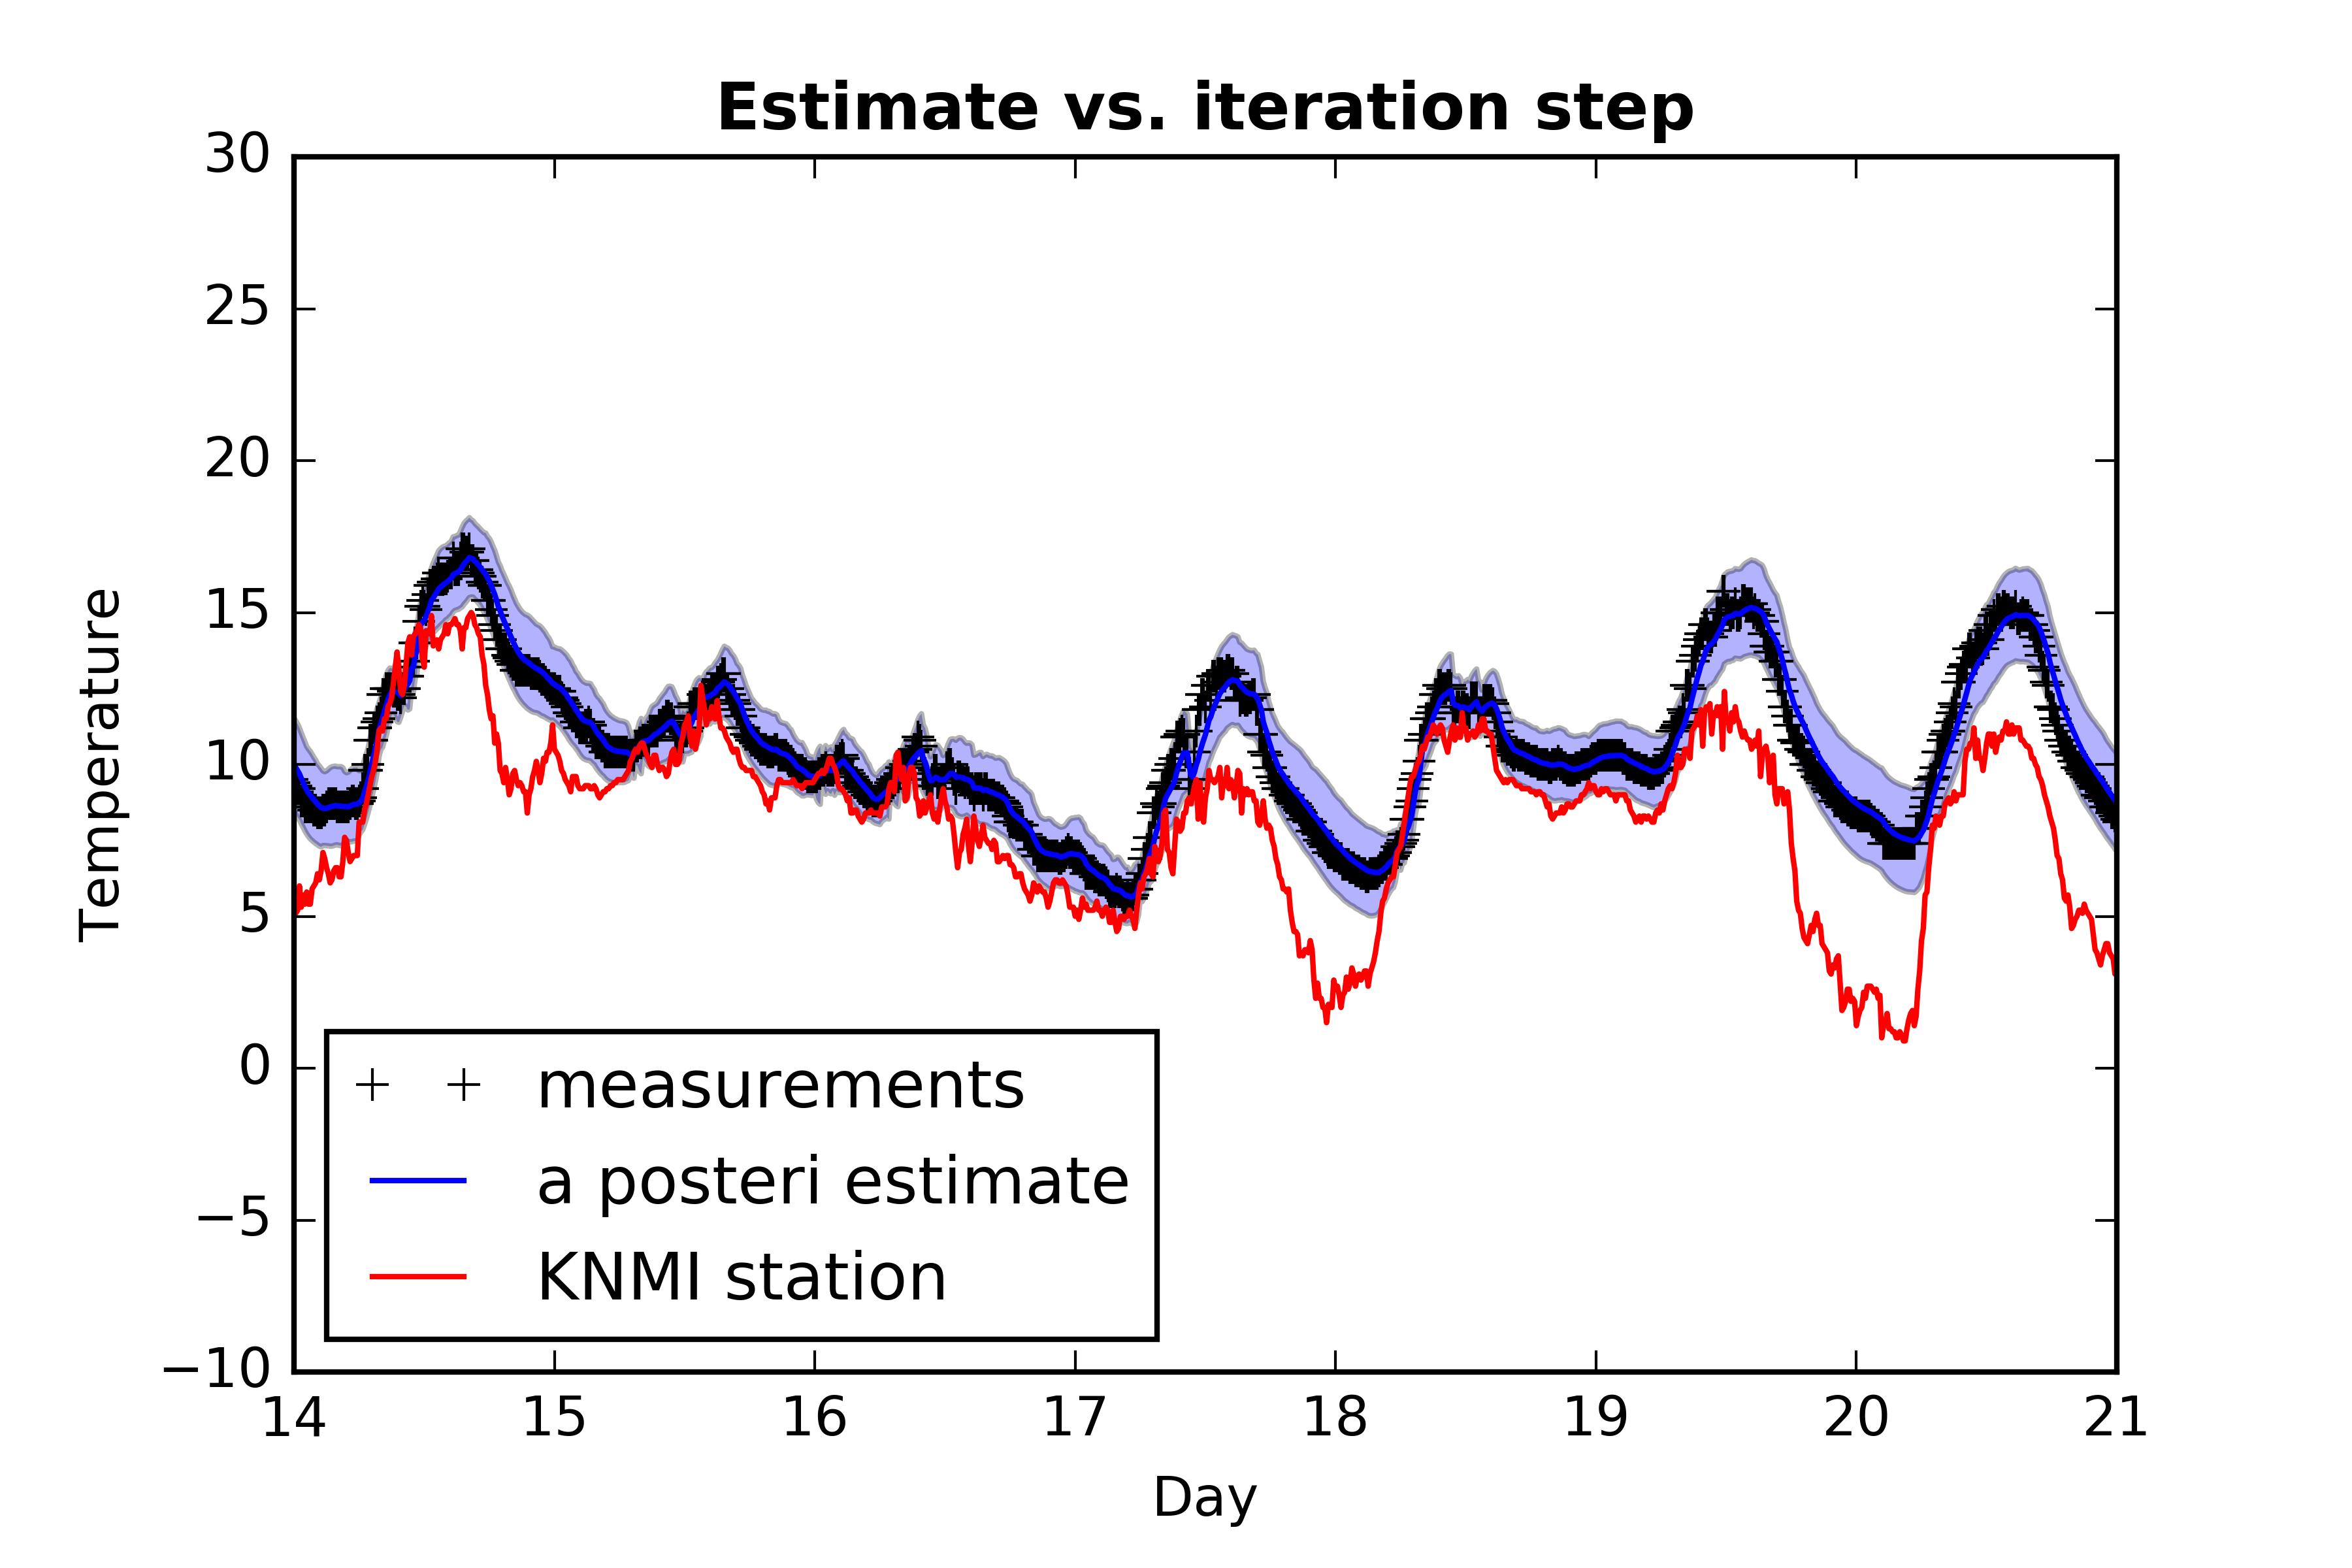 Estimate vs. iteration step
30
25
20
15
10
5
0
−5
−10
Temperature
measurements
a posteri estimate
KNMI station
14 15 16 17 18 19 20 21
Day